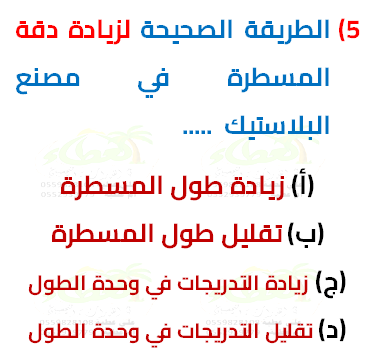 5) الطريقة الصحيحة لزيادة دقة
المسطرة في مصنع
البلاستيك .....
(أ) زيادة طول المسطرة
(ب) تقليل طول المسطرة
(ج) زيادة التدريجات في وحدة الطول
(د) تقليل التدريجات في وحدة الطول